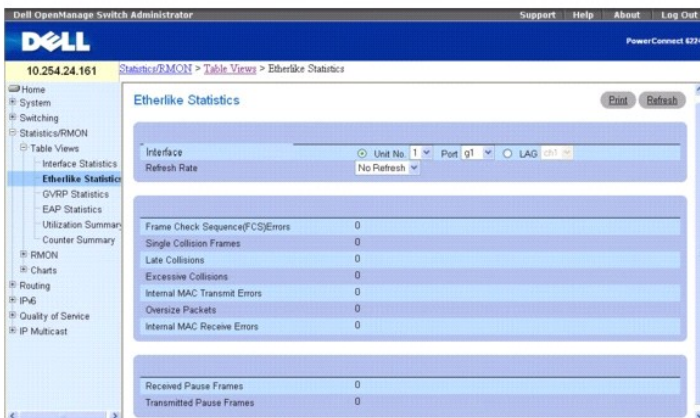 Dell OpenManage Switch Administrator Support Help About Log Out
DELL
PowerConnect 6224
10.254.24.161
Statistics/RMON > Table Views > Etherlike Statistics
Home
System
Switching
Statistics/RMON
Table Views
Interface Statistics
Etherlike Statistics
GVRP Statistics
EAP Statistics
Utilization Summary
Counter Summary
RMON
Charts
Routing
IPv6
Quality of Service
IP Multicast
Etherlike Statistics
Print Refresh
Interface Unit No. 1 Port g1 LAG ch1
Refresh Rate No Refresh
Frame Check Sequence(FCS)Errors 0
Single Collision Frames 0
Late Collisions 0
Excessive Collisions 0
Internal MAC Transmit Errors 0
Oversize Packets 0
Internal MAC Receive Errors 0
Received Pause Frames 0
Transmitted Pause Frames 0